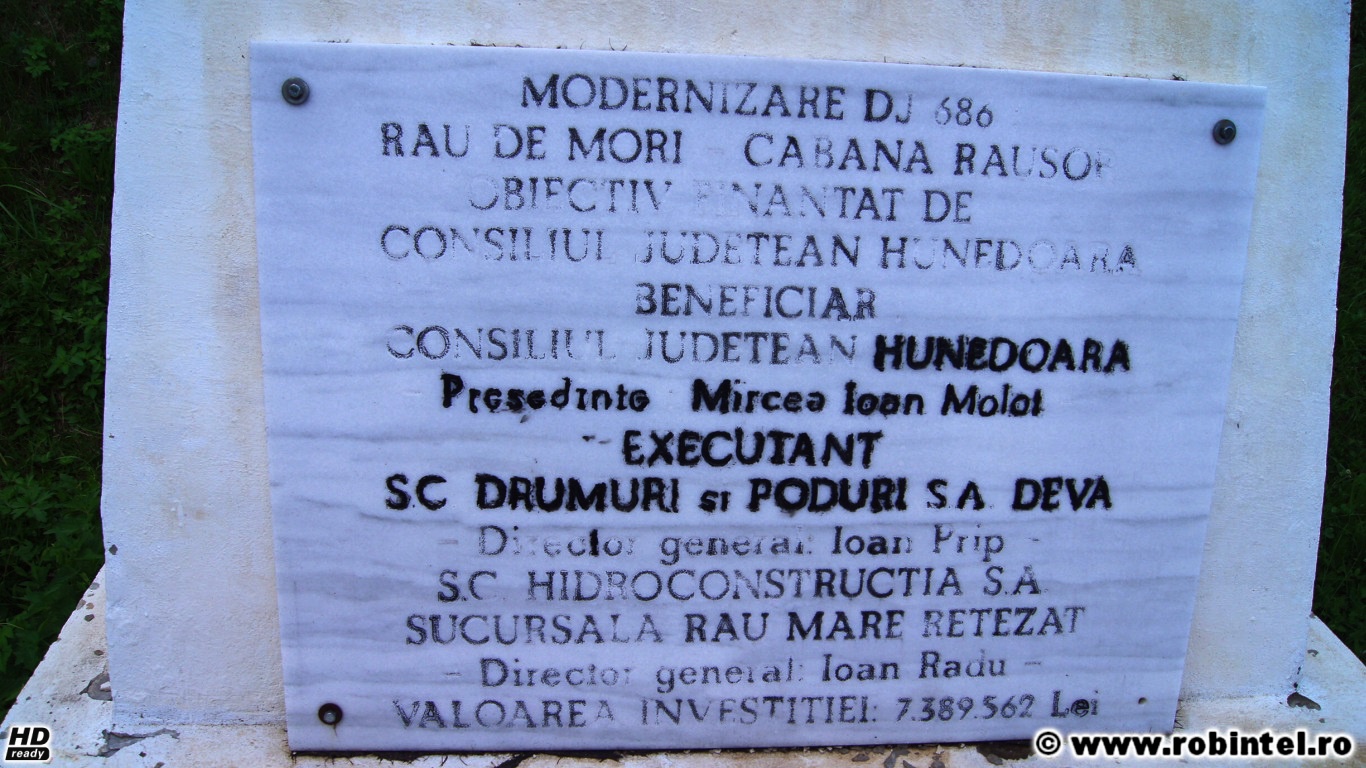 MODERNIZARE DJ 686
RAU DE MORI - CABANA RAUSOR
OBIECTIV FINANTAT DE
CONSILIUL JUDETEAN HUNEDOARA
BENEFICIAR
CONSILIUL JUDETEAN HUNEDOARA
Presedinte Mircea Ioan Molot
EXECUTANT
S.C DRUMURI si PODURI S.A. DEVA
- Director general: Ioan Prip -
S.C. HIDROCONSTRUCTIA S.A.
SUCURSALA RAU MARE RETEZAT
- Director general: Ioan Radu -
VALOAREA INVESTITIEI: 7.389.562 Lei
HD
ready
© www.robintel.ro